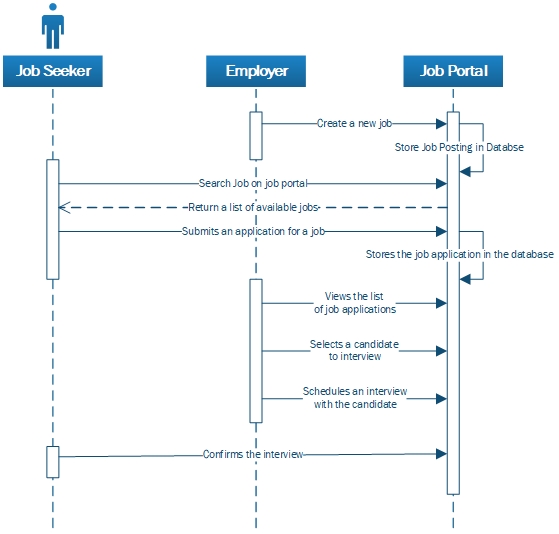 Job Seeker
Employer
Job Portal
Create a new job
Store Job Posting in Databse
Search Job on job portal
Return a list of available jobs
Submits an application for a job
Stores the job application in the database
Views the list
of job applications
Selects a candidate
to interview
Schedules an interview
with the candidate
Confirms the interview